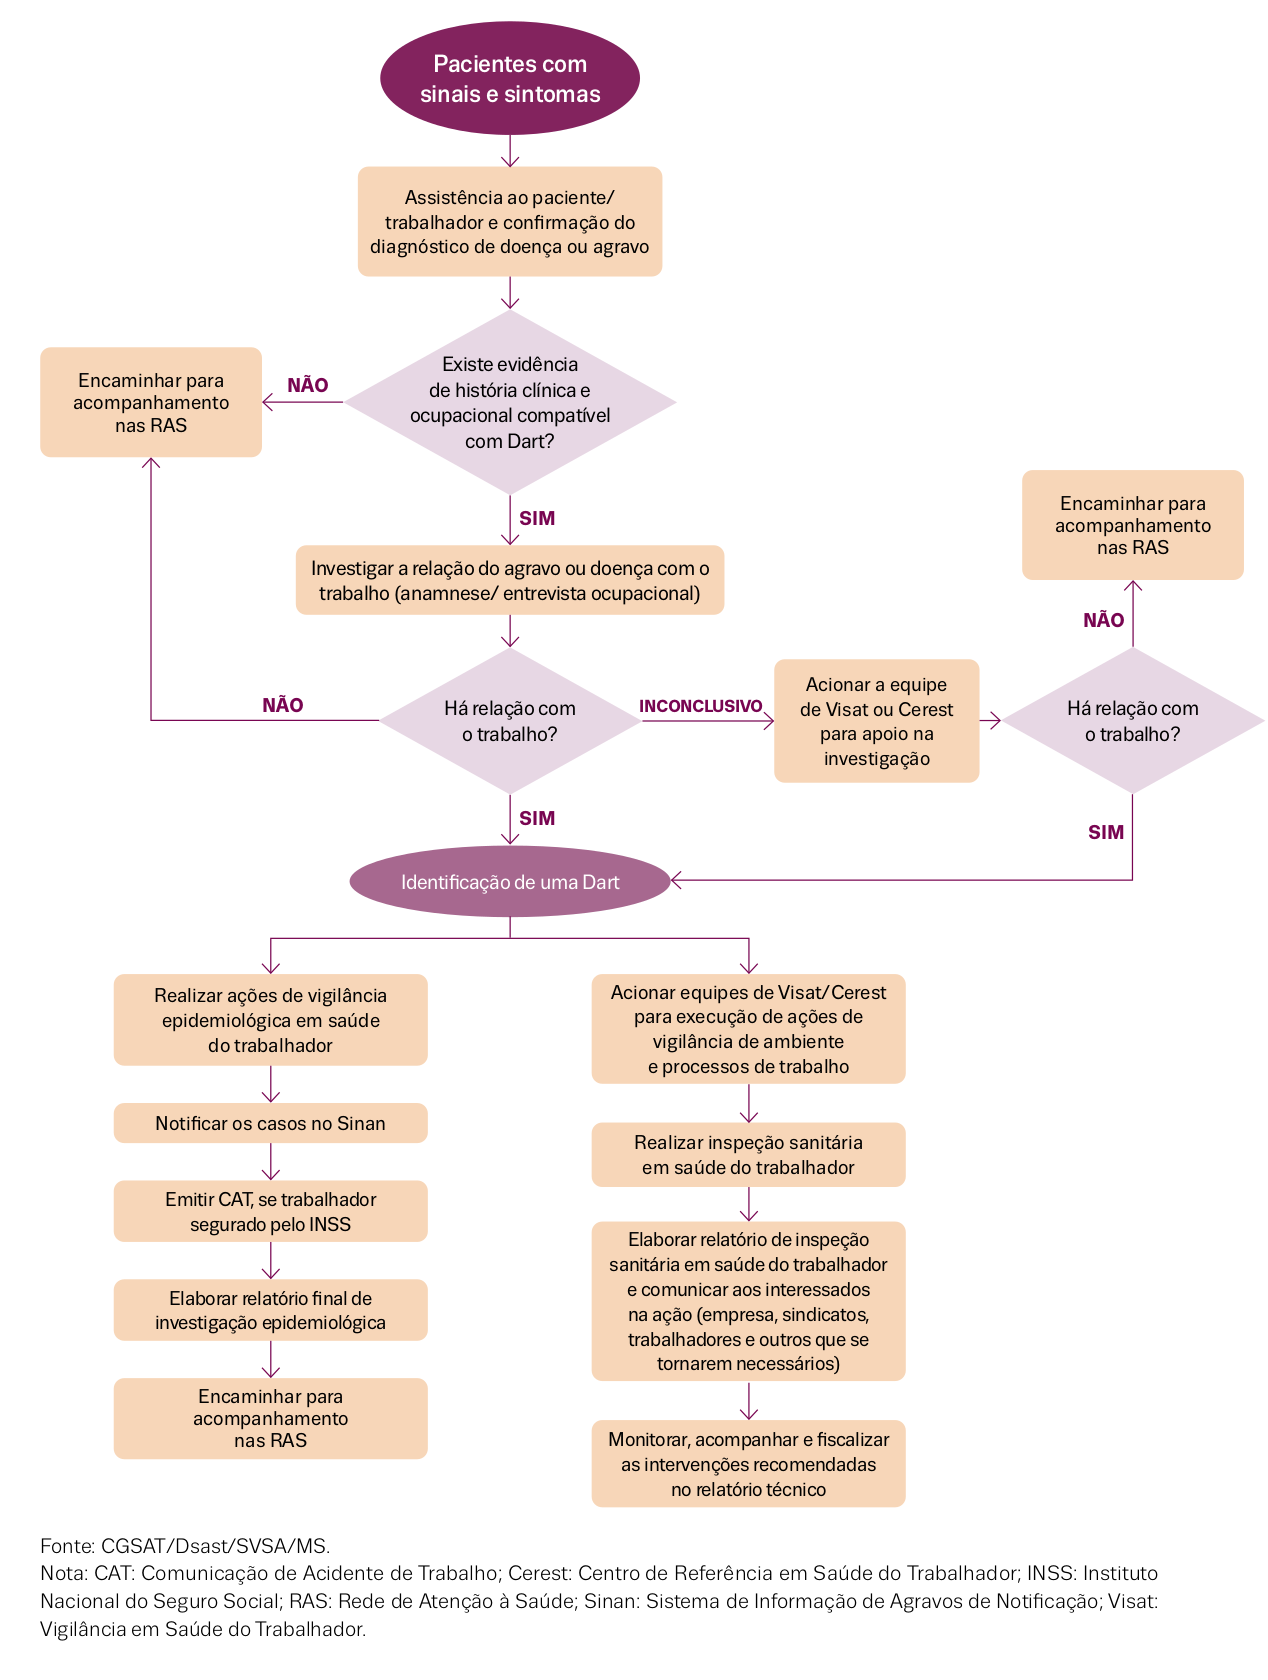 Pacientes com
sinais e sintomas
Assistência ao paciente/
trabalhador e confirmação do
diagnóstico de doença ou agravo
Existe evidência
de história clínica e
ocupacional compatível
com Dart?
NÃO
Encaminhar para
acompanhamento
nas RAS
SIM
Investigar a relação do agravo ou doença com o
trabalho (anamnese/ entrevista ocupacional)
Há relação com
o trabalho?
NÃO
INCONCLUSIVO
Acionar a equipe
de Visat ou Cerest
para apoio na
investigação
Há relação com
o trabalho?
NÃO
Encaminhar para
acompanhamento
nas RAS
SIM
SIM
Identificação de uma Dart
Realizar ações de vigilância
epidemiológica em saúde
do trabalhador
Notificar os casos no Sinan
Emitir CAT, se trabalhador
segurado pelo INSS
Elaborar relatório final de
investigação epidemiológica
Encaminhar para
acompanhamento
nas RAS
Acionar equipes de Visat/Cerest
para execução de ações de
vigilância de ambiente
e processos de trabalho
Realizar inspeção sanitária
em saúde do trabalhador
Elaborar relatório de inspeção
sanitária em saúde do trabalhador
e comunicar aos interessados
na ação (empresa, sindicatos,
trabalhadores e outros que se
tornarem necessários)
Monitorar, acompanhar e fiscalizar
as intervenções recomendadas
no relatório técnico
Fonte: CGSAT/Dsast/SVSA/MS.
Nota: CAT: Comunicação de Acidente de Trabalho; Cerest: Centro de Referência em Saúde do Trabalhador; INSS: Instituto
Nacional do Seguro Social; RAS: Rede de Atenção à Saúde; Sinan: Sistema de Informação de Agravos de Notificação; Visat:
Vigilância em Saúde do Trabalhador.